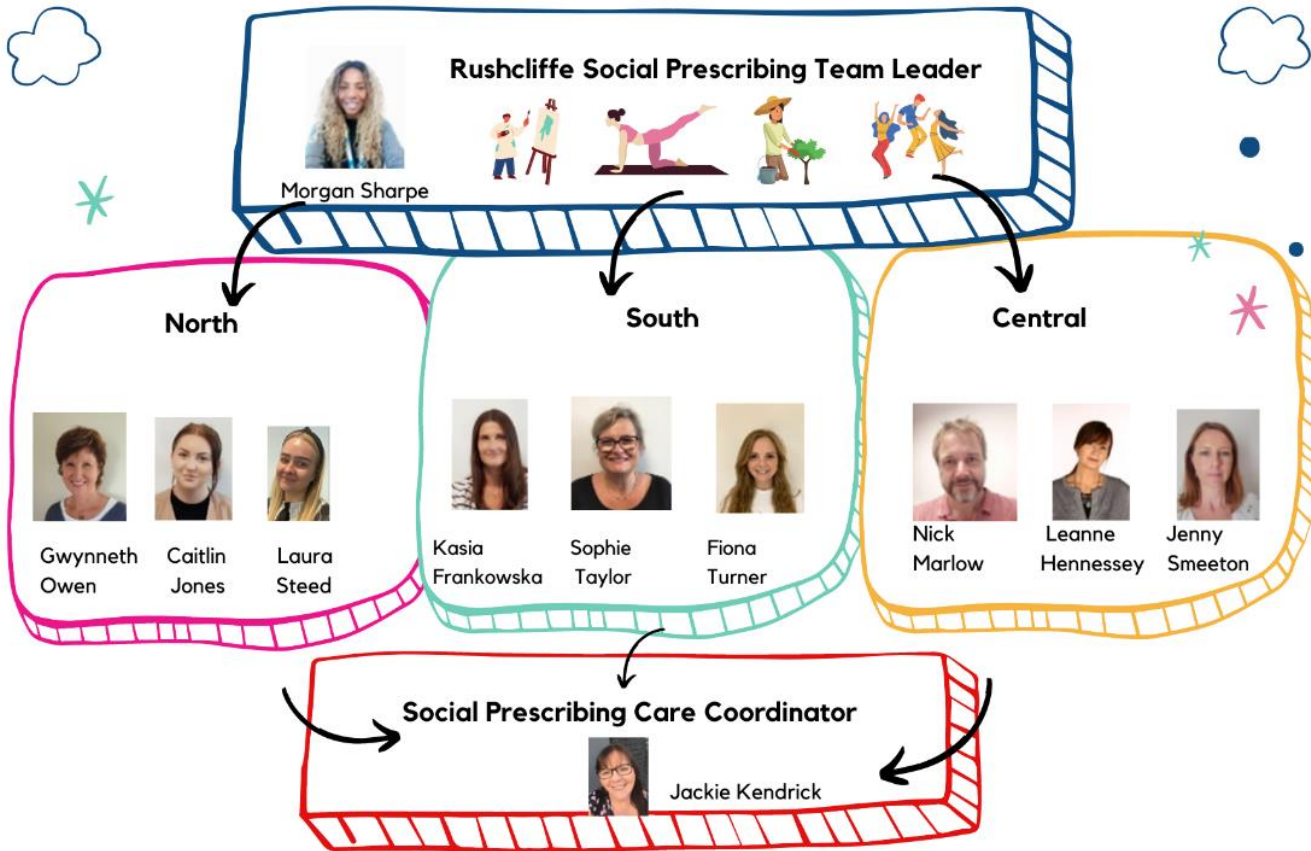 Rushcliffe Social Prescribing Team Leader
Morgan Sharpe
North
Gwynneth
Owen
Caitlin
Jones
Laura
Steed
South
Kasia
Frankowska
Sophie
Taylor
Fiona
Turner
Central
Nick
Marlow
Leanne
Hennessey
Jenny
Smeeton
Social Prescribing Care Coordinator
Jackie Kendrick